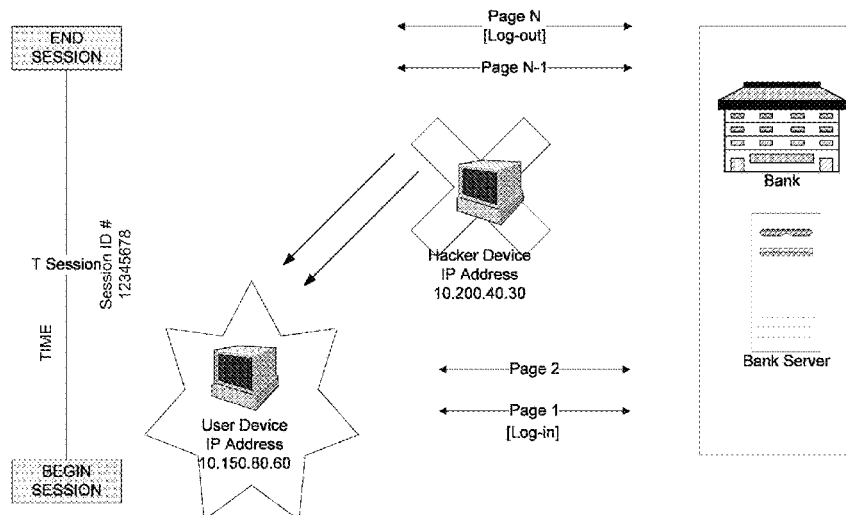 END
SESSION
Page N
[Log-out]
Page N-1
Bank
Hacker Device
IP Address
10.200.40.30
T Session
Session ID #
12345678
TIME
Page 2
Page 1
[Log-in]
Bank Server
User Device
IP Address
10.150.80.60
BEGIN
SESSION